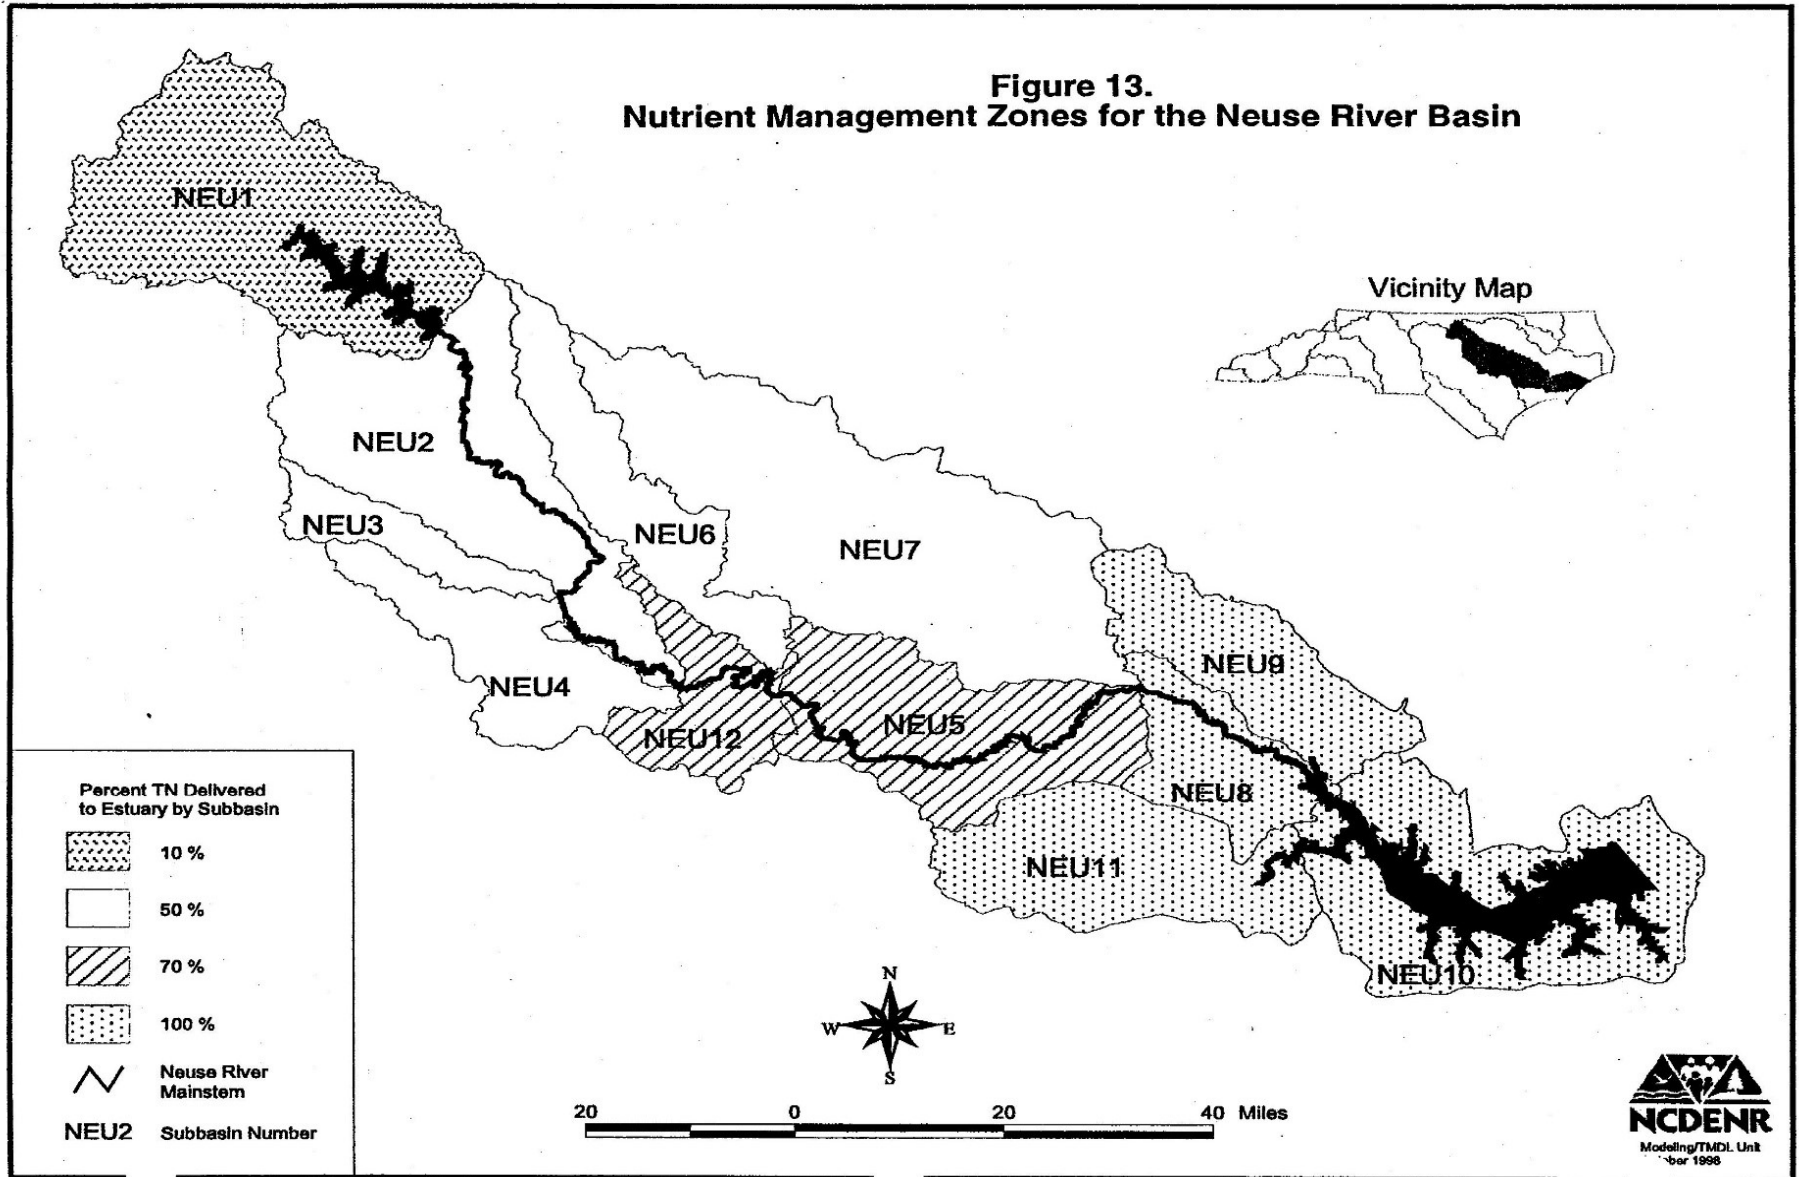 Figure 13.
Nutrient Management Zones for the Neuse River Basin
NEU1
Vicinity Map
NEU2
NEU3
NEU6
NEU7
NEU9
NEU4
NEU5
NEU12
NEU8
NEU11
NEU10
Percent TN Delivered
to Estuary by Subbasin
10 %
50 %
70 %
100 %
Neuse River
Mainstem
NEU2 Subbasin Number
N
W E
S
20 0 20 40 Miles
NCDENR
Modeling/TMDL Unit
ber 1998